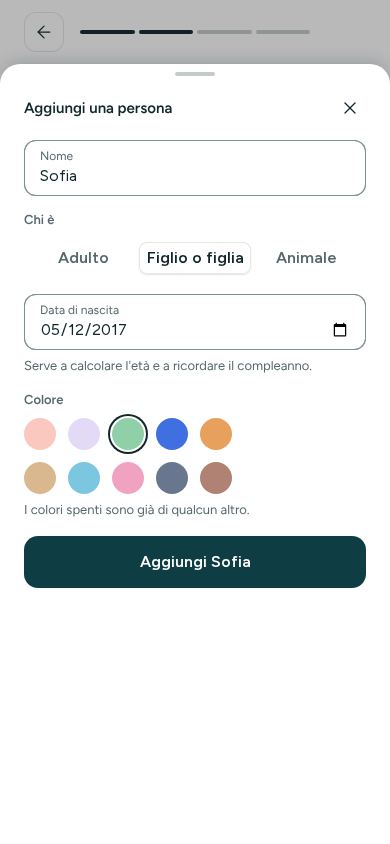 Aggiungi una persona
Nome
Sofia
Chi è
Adulto
Figlio o figlia
Animale
Data di nascita
05/12/2017
Serve a calcolare l'età e a ricordare il compleanno.
Colore
I colori spenti sono già di qualcun altro.
Aggiungi Sofia